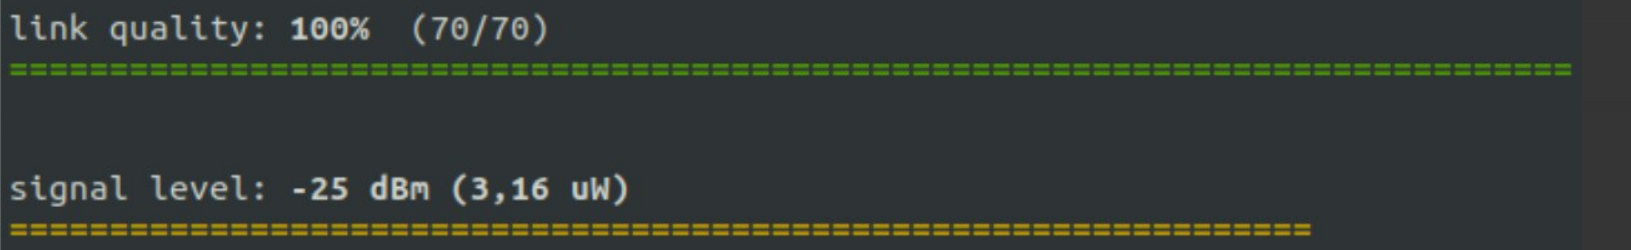 link quality: 100%  (70/70)
==============================================================================
signal level: -25 dBm (3,16 uW)
=================================================================